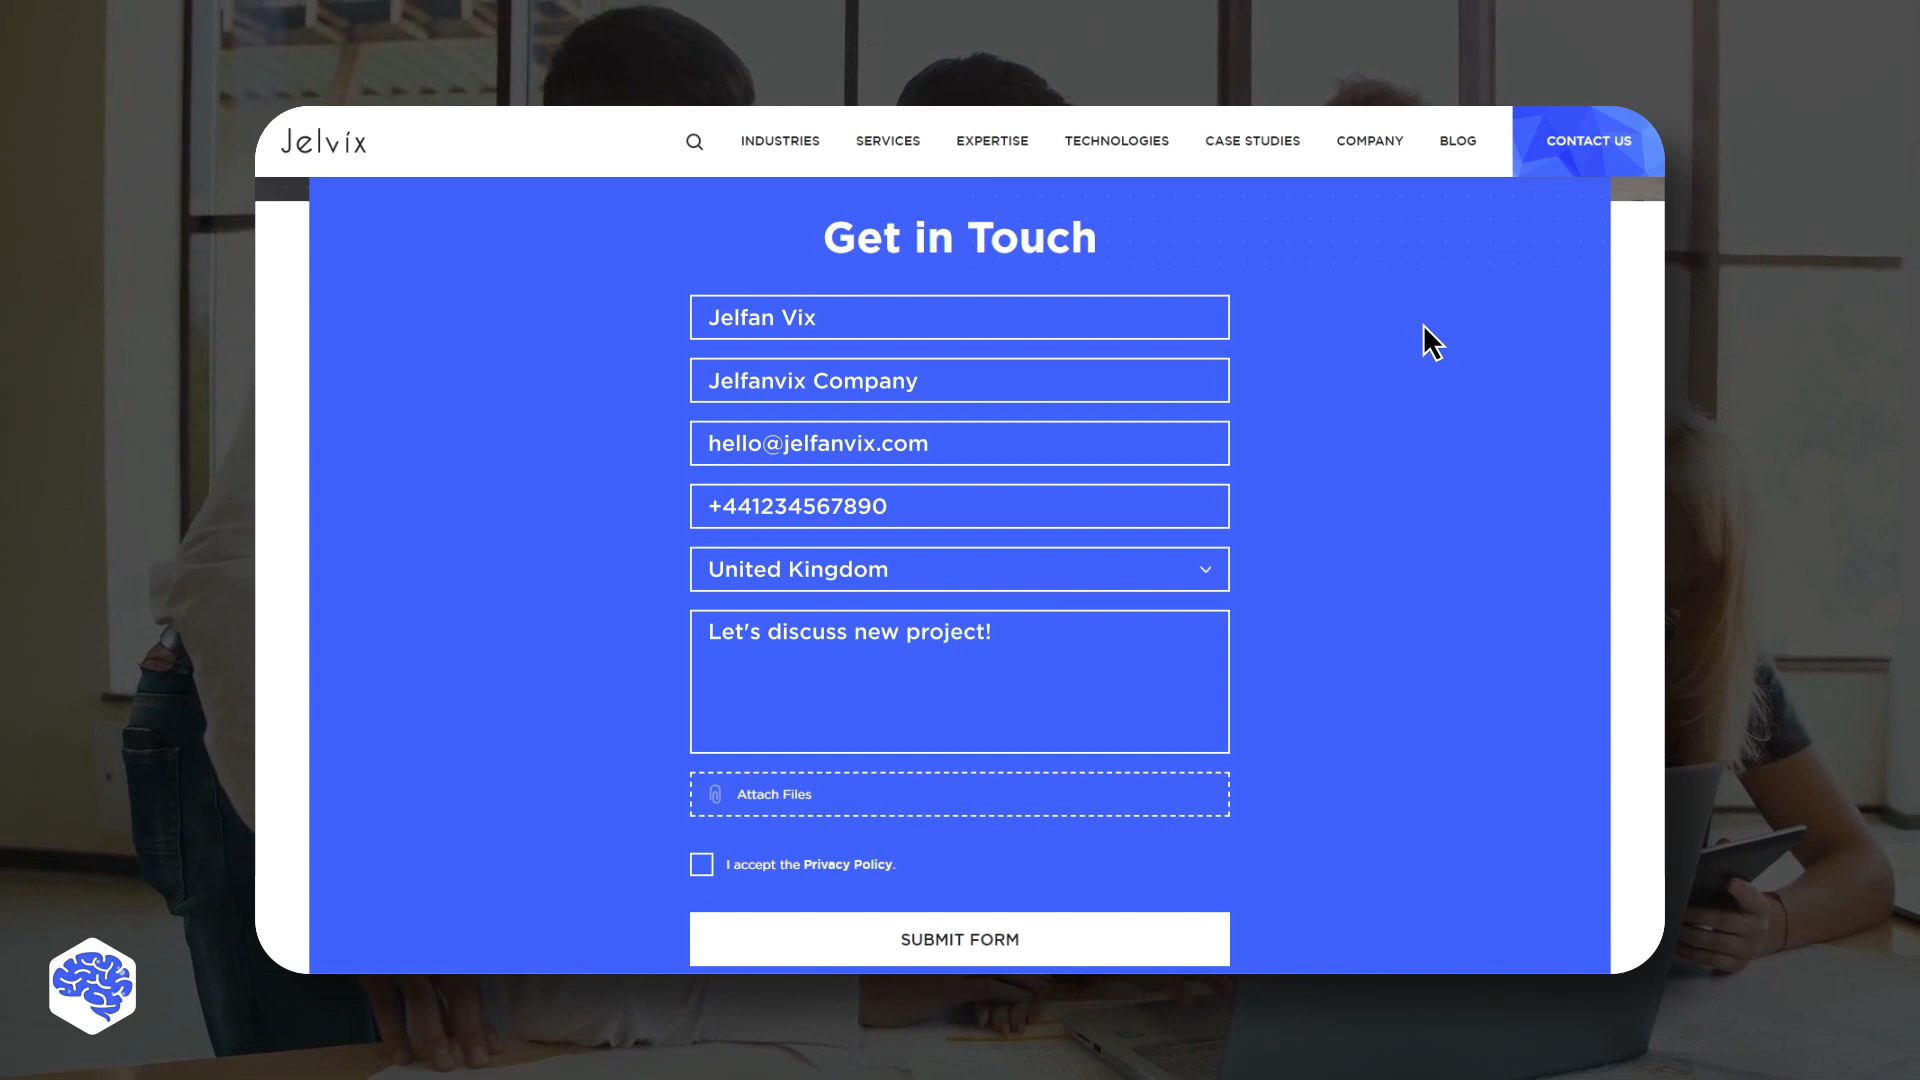 Jelvix
INDUSTRIES SERVICES EXPERTISE TECHNOLOGIES CASE STUDIES COMPANY BLOG CONTACT US
Get in Touch
Jelfan Vix
Jelfanvix Company
hello@jelfanvix.com
+441234567890
United Kingdom
Let's discuss new project!
Attach Files
I accept the Privacy Policy.
SUBMIT FORM